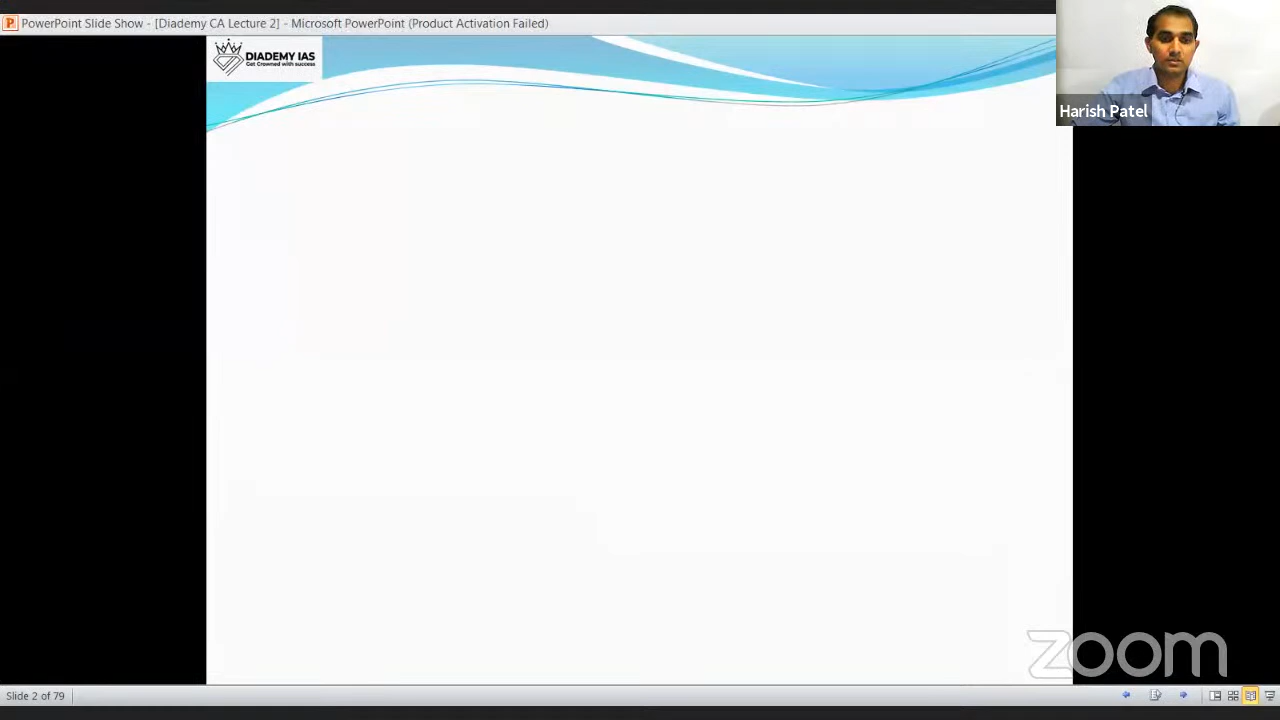 PowerPoint Slide Show - [Diademy CA Lecture 2] - Microsoft PowerPoint (Product Activation Failed)
DIADEMY IAS
Get Crowned with success
Harish Patel
zoom
Slide 2 of 79